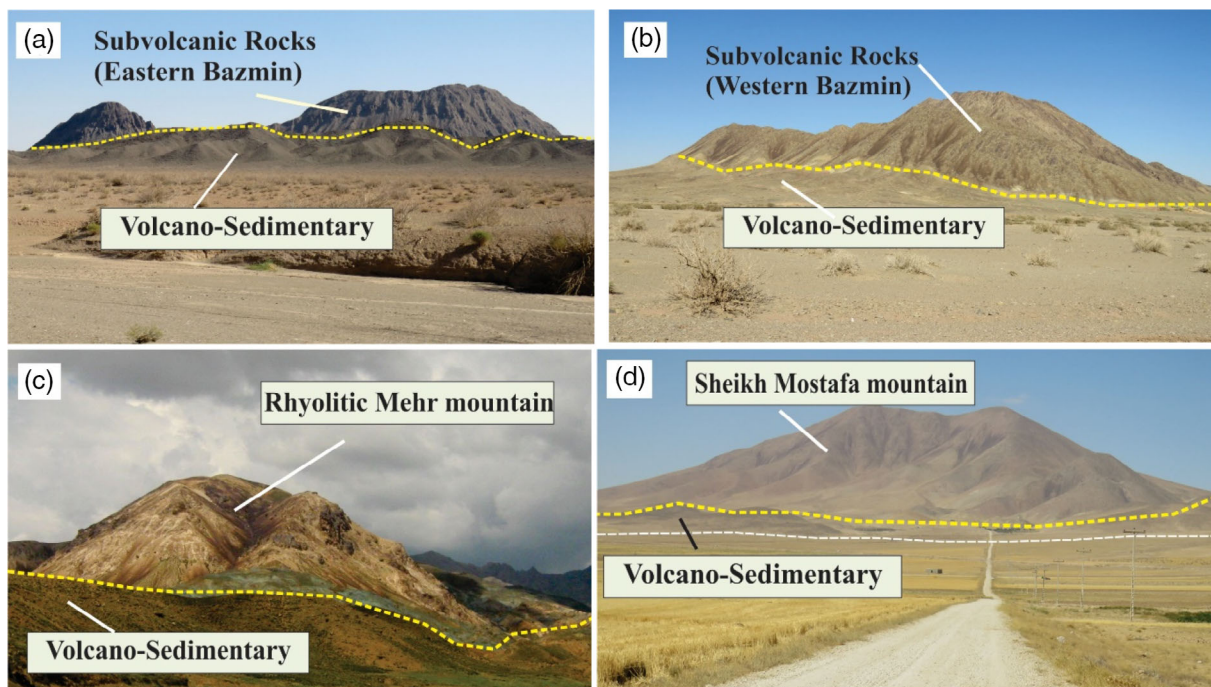 (a)
Subvolcanic Rocks
(Eastern Bazmin)
Volcano-Sedimentary
(b)
Subvolcanic Rocks
(Western Bazmin)
Volcano-Sedimentary
(c)
Rhyolitic Mehr mountain
Volcano-Sedimentary
(d)
Sheikh Mostafa mountain
Volcano-Sedimentary